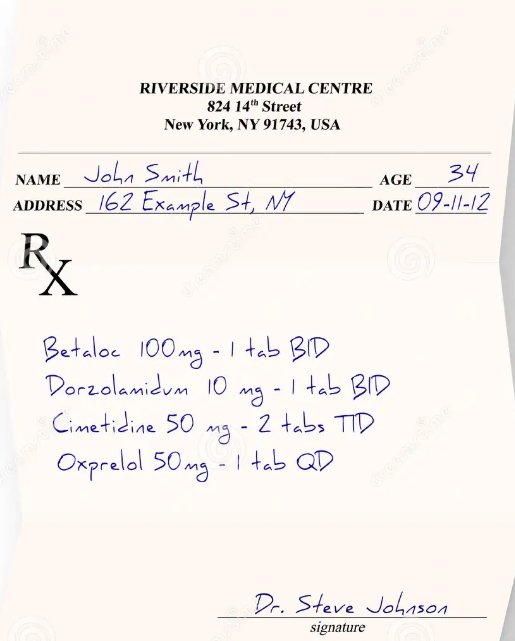 RIVERSIDE MEDICAL CENTRE
824 14th Street
New York, NY 91743, USA
NAME John Smith AGE 34
ADDRESS 162 Example St, NY DATE 09-11-12
Rx
Betaloc 100mg - 1 tab BID
Dorzolamidum 10 mg - 1 tab BID
Cimetidine 50 mg - 2 tabs TID
Oxprelol 50mg - 1 tab QD
Dr. Steve Johnson
signature